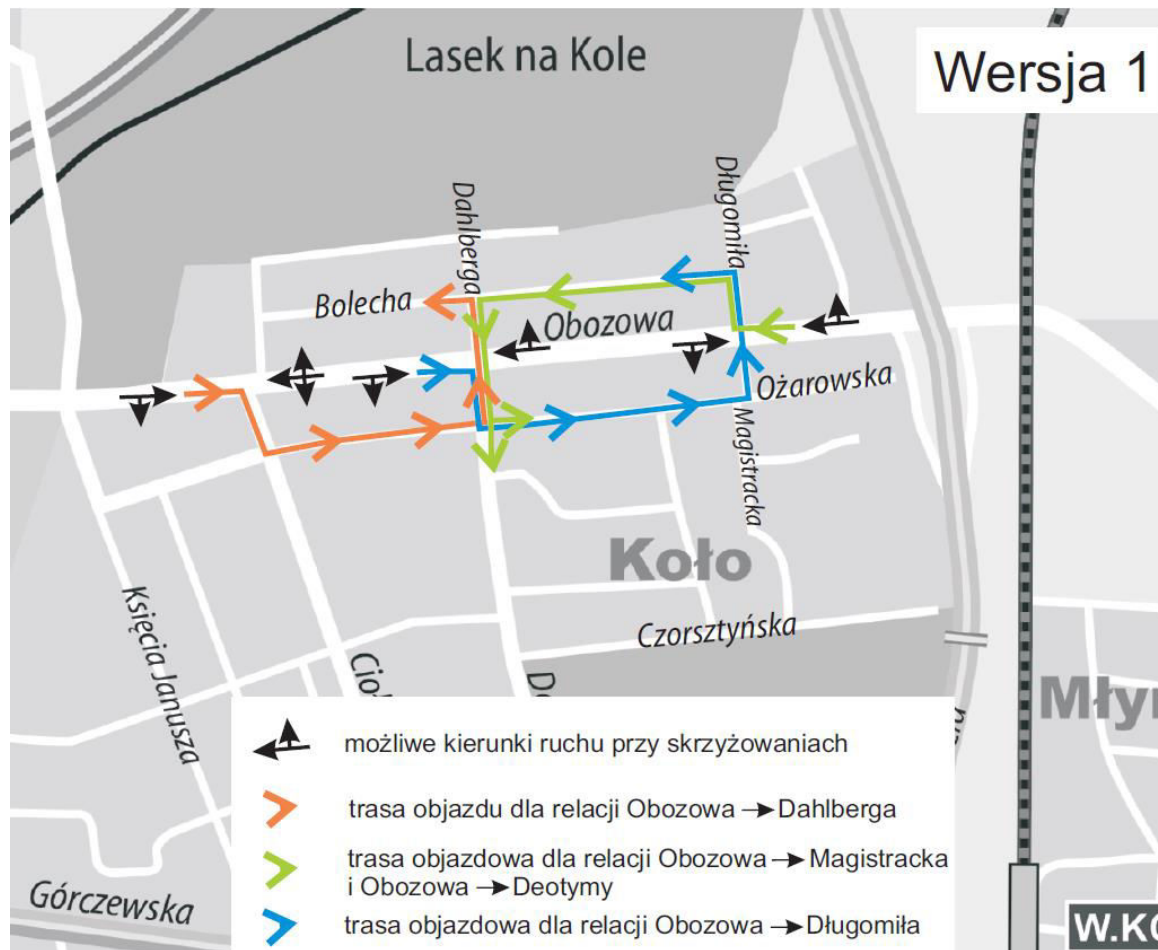 Lasek na Kole
Wersja 1
Dahlberga
Długomiła
Bolecha
Obozowa
Ożarowska
Magistracka
Koło
Księcia Janusza
Czorsztyńska
Młyn
możliwe kierunki ruchu przy skrzyżowaniach
trasa objazdu dla relacji Obozowa → Dahlberga
trasa objazdowa dla relacji Obozowa → Magistracka
i Obozowa → Deotymy
trasa objazdowa dla relacji Obozowa → Długomiła
Górczewska